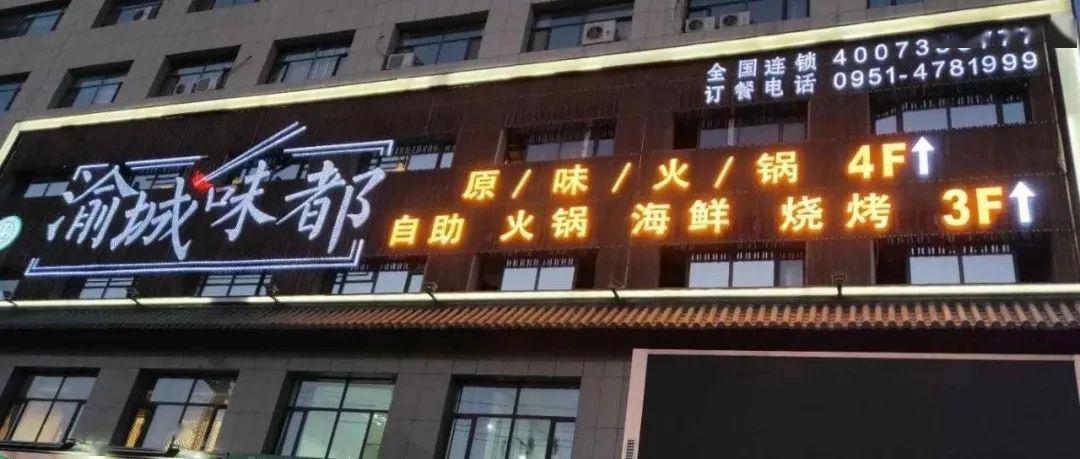 全国连锁
订餐电话 0951-4781999
渝城味都
原/味/火/锅 4F↑
自助 火锅 海鲜 烧烤 3F↑